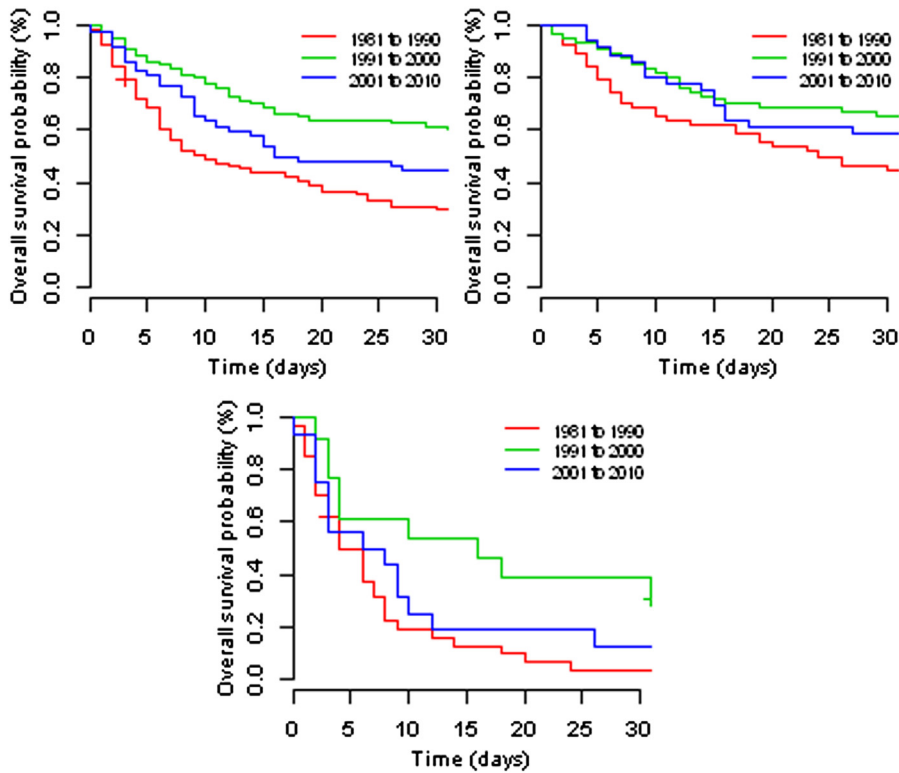 Overall survival probability (%)
1.0
0.8
0.6
0.4
0.2
0.0
1981 to 1990
1991 to 2000
2001 to 2010
0 5 10 15 20 25 30
Time (days)
Overall survival probability (%)
1.0
0.8
0.6
0.4
0.2
0.0
1981 to 1990
1991 to 2000
2001 to 2010
0 5 10 15 20 25 30
Time (days)
Overall survival probability (%)
1.0
0.8
0.6
0.4
0.2
0.0
1981 to 1990
1991 to 2000
2001 to 2010
0 5 10 15 20 25 30
Time (days)